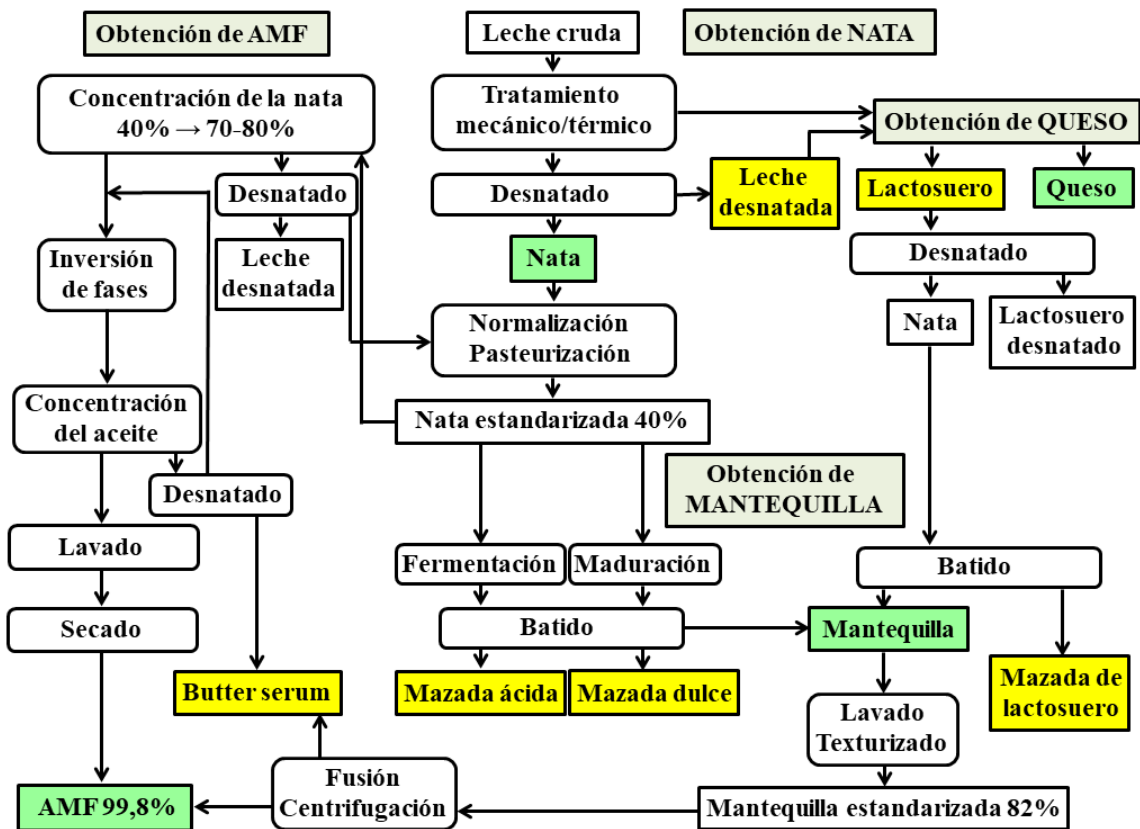 Obtención de AMF
Leche cruda
Obtención de NATA
Concentración de la nata
40% → 70-80%
Tratamiento
mecánico/térmico
Obtención de QUESO
Desnatado
Desnatado
Leche
desnatada
Lactosuero
Queso
Inversión
de fases
Leche
desnatada
Nata
Desnatado
Normalización
Pasteurización
Nata
Lactosuero
desnatado
Concentración
del aceite
Nata estandarizada 40%
Desnatado
Obtención de
MANTEQUILLA
Lavado
Fermentación
Maduración
Batido
Secado
Batido
Mantequilla
Butter serum
Mazada ácida
Mazada dulce
Mazada de
lactosuero
Lavado
Texturizado
AMF 99,8%
Fusión
Centrifugación
Mantequilla estandarizada 82%